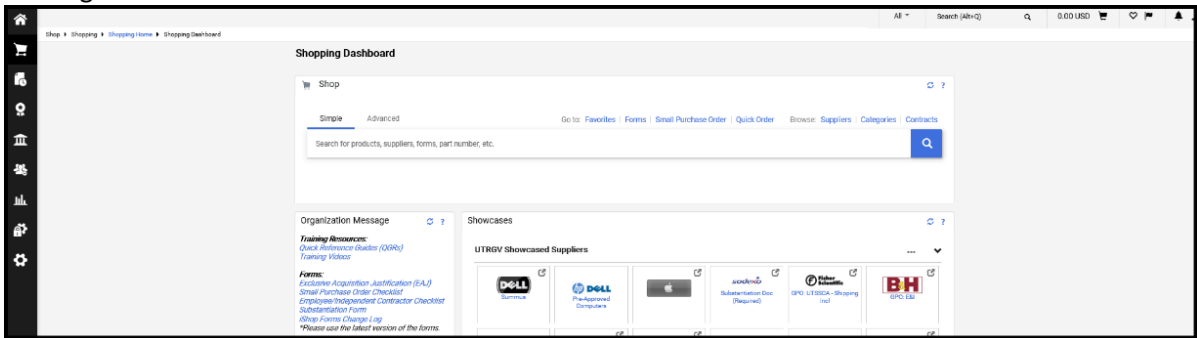 All
Search (Alt+Q)
0.00 USD
Shop Shopping Shopping Home Shopping Dashboard
Shopping Dashboard
Shop ?
Simple Advanced Go to: Favorites | Forms | Small Purchase Order | Quick Order Browse: Suppliers | Categories | Contracts
Search for products, suppliers, forms, part number, etc.
Organization Message ?
Training Resources:
Quick Reference Guides (QGRs)
Training Videos
Forms:
Exclusive Acquisition Justification (EAJ)
Small Purchase Order Checklist
Employee/Independent Contractor Checklist
Substantiation Form
iShop Forms Change Log
*Please use the latest version of the forms.
Showcases ?
UTRGV Showcased Suppliers ...
DELL
Summus
DELL
Pre-Approved
Computers
sodexo
Substantiation Doc
(Required)
Fisher
Scientific
GPO: UTSSCA - Shopping
Incl
B&H
GPO: E&I